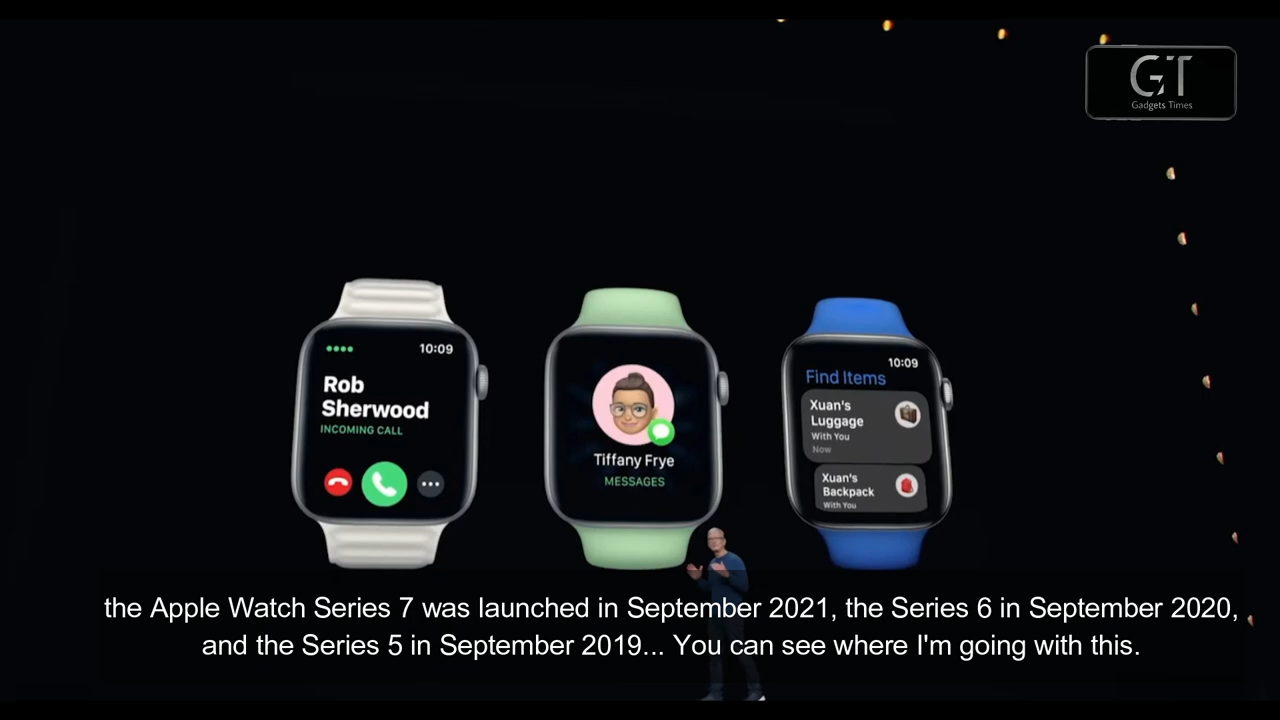 GT
Gadgets Times
10:09
Rob
Sherwood
INCOMING CALL
Tiffany Frye
MESSAGES
10:09
Find Items
Xuan's
Luggage
With You
Now
Xuan's
Backpack
With You
the Apple Watch Series 7 was launched in September 2021, the Series 6 in September 2020,
and the Series 5 in September 2019... You can see where I'm going with this.